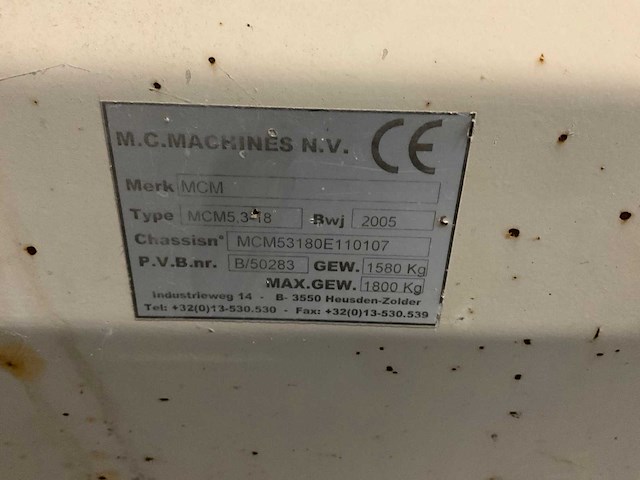 M.C.MACHINES N.V. CE
Merk MCM
Type MCM5,3-18 Bwj 2005
Chassisn° MCM53180E110107
P.V.B.nr. B/50283 GEW. 1580 Kg
MAX.GEW. 1800 Kg
Industrieweg 14 - B- 3550 Heusden-Zolder
Tel: +32(0)13-530.530 - Fax: +32(0)13-530.539